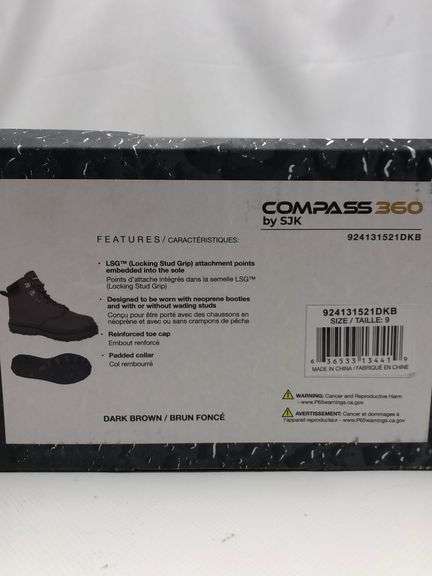 COMPASS 360
by SJK
924131521DKB
FEATURES / CARACTÉRISTIQUES:
• LSG™ (Locking Stud Grip) attachment points
embedded into the sole
Points d'attache intégrés dans la semelle LSG™
(Locking Stud Grip)
• Designed to be worn with neoprene booties
and with or without wading studs
Conçu pour être porté avec des chaussons en
néoprène et avec ou sans crampons de pêche
• Reinforced toe cap
Embout renforcé
• Padded collar
Col rembourré
DARK BROWN / BRUN FONCÉ
924131521DKB
SIZE / TAILLE: 9
6 36533 13441 9
MADE IN CHINA / FABRIQUÉ EN CHINE
WARNING: Cancer and Reproductive Harm
- www.P65warnings.ca.gov
AVERTISSEMENT: Cancer et dommages à
l'appareil reproducteur - www.P65warnings.ca.gov